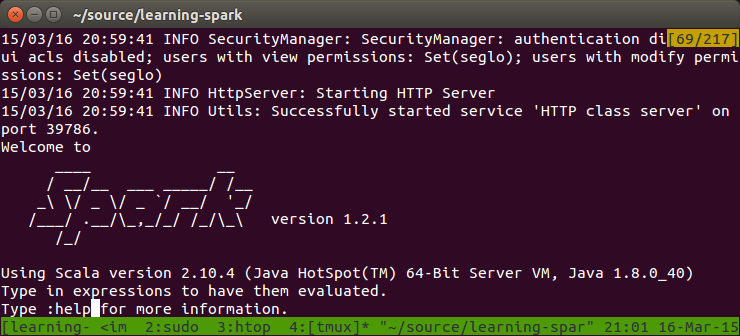 ~/source/learning-spark
15/03/16 20:59:41 INFO SecurityManager: SecurityManager: authentication di[69/217]
ui acls disabled; users with view permissions: Set(seglo); users with modify permi
ssions: Set(seglo)
15/03/16 20:59:41 INFO HttpServer: Starting HTTP Server
15/03/16 20:59:41 INFO Utils: Successfully started service 'HTTP class server' on
port 39786.
Welcome to
      ____              __
     / __/__  ___ _____/ /__
    _\ \/ _ \/ _ `/ __/  '_/
   /___/ .__/\_,_/_/ /_/\_\   version 1.2.1
      /_/
Using Scala version 2.10.4 (Java HotSpot(TM) 64-Bit Server VM, Java 1.8.0_40)
Type in expressions to have them evaluated.
Type :help for more information.
[learning- <im  2:sudo  3:htop  4:[tmux]* "~/source/learning-spar" 21:01 16-Mar-15